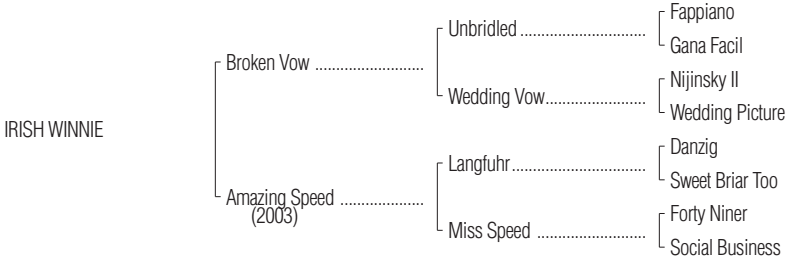 Fappiano
Unbridled ..............................
Gana Facil
Broken Vow ..........................
Nijinsky II
Wedding Vow........................
Wedding Picture
IRISH WINNIE
Danzig
Langfuhr................................
Sweet Briar Too
Amazing Speed ....................
(2003)
Forty Niner
Miss Speed ..........................
Social Business